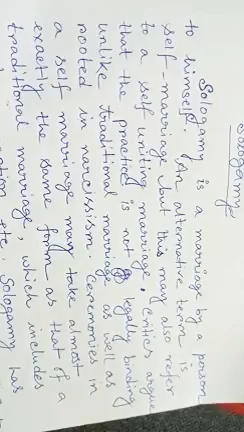 Sologamy
Sologamy is a marriage by a person
to himself. An alternative term is
self-marriage but this may also refer
to a self uniting marriage. critics argue
that the practice is not legally binding
unlike traditional marriage as well as
rooted in narcissism. Ceremonies in
a self marriage may take almost
exactly the same form as that of a
traditional marriage, which includes
etc. Sologamy has